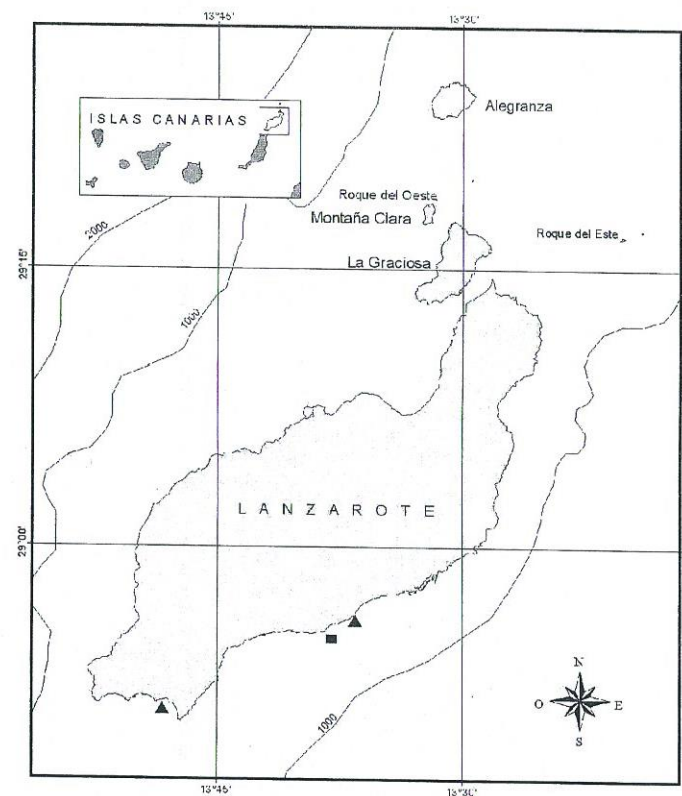 13°45'
13°30'
ISLAS CANARIAS
Alegranza
Roque del Oeste
Montaña Clara
Roque del Este
La Graciosa
2000
29°15'
1000
LANZAROTE
29°00'
1000
N
O
E
S
13°45'
13°30'